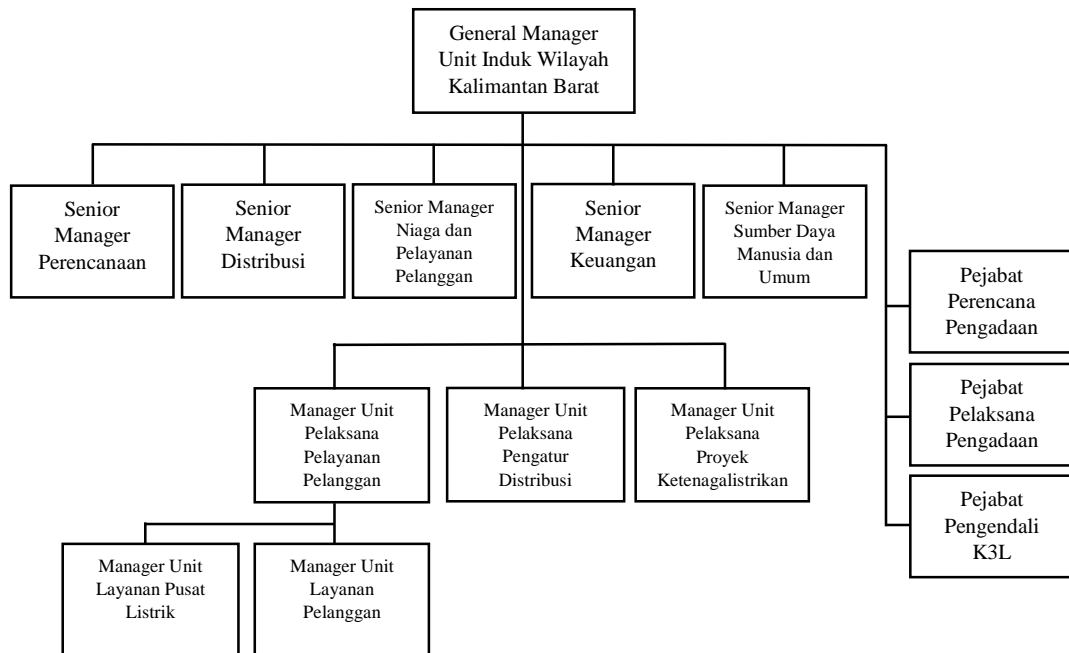 General Manager
Unit Induk Wilayah
Kalimantan Barat
Senior
Manager
Perencanaan
Senior
Manager
Distribusi
Senior Manager
Niaga dan
Pelayanan
Pelanggan
Senior
Manager
Keuangan
Senior Manager
Sumber Daya
Manusia dan
Umum
Pejabat
Perencana
Pengadaan
Pejabat
Pelaksana
Pengadaan
Pejabat
Pengendali
K3L
Manager Unit
Pelaksana
Pelayanan
Pelanggan
Manager Unit
Pelaksana
Pengatur
Distribusi
Manager Unit
Pelaksana
Proyek
Ketenagalistrikan
Manager Unit
Layanan Pusat
Listrik
Manager Unit
Layanan
Pelanggan